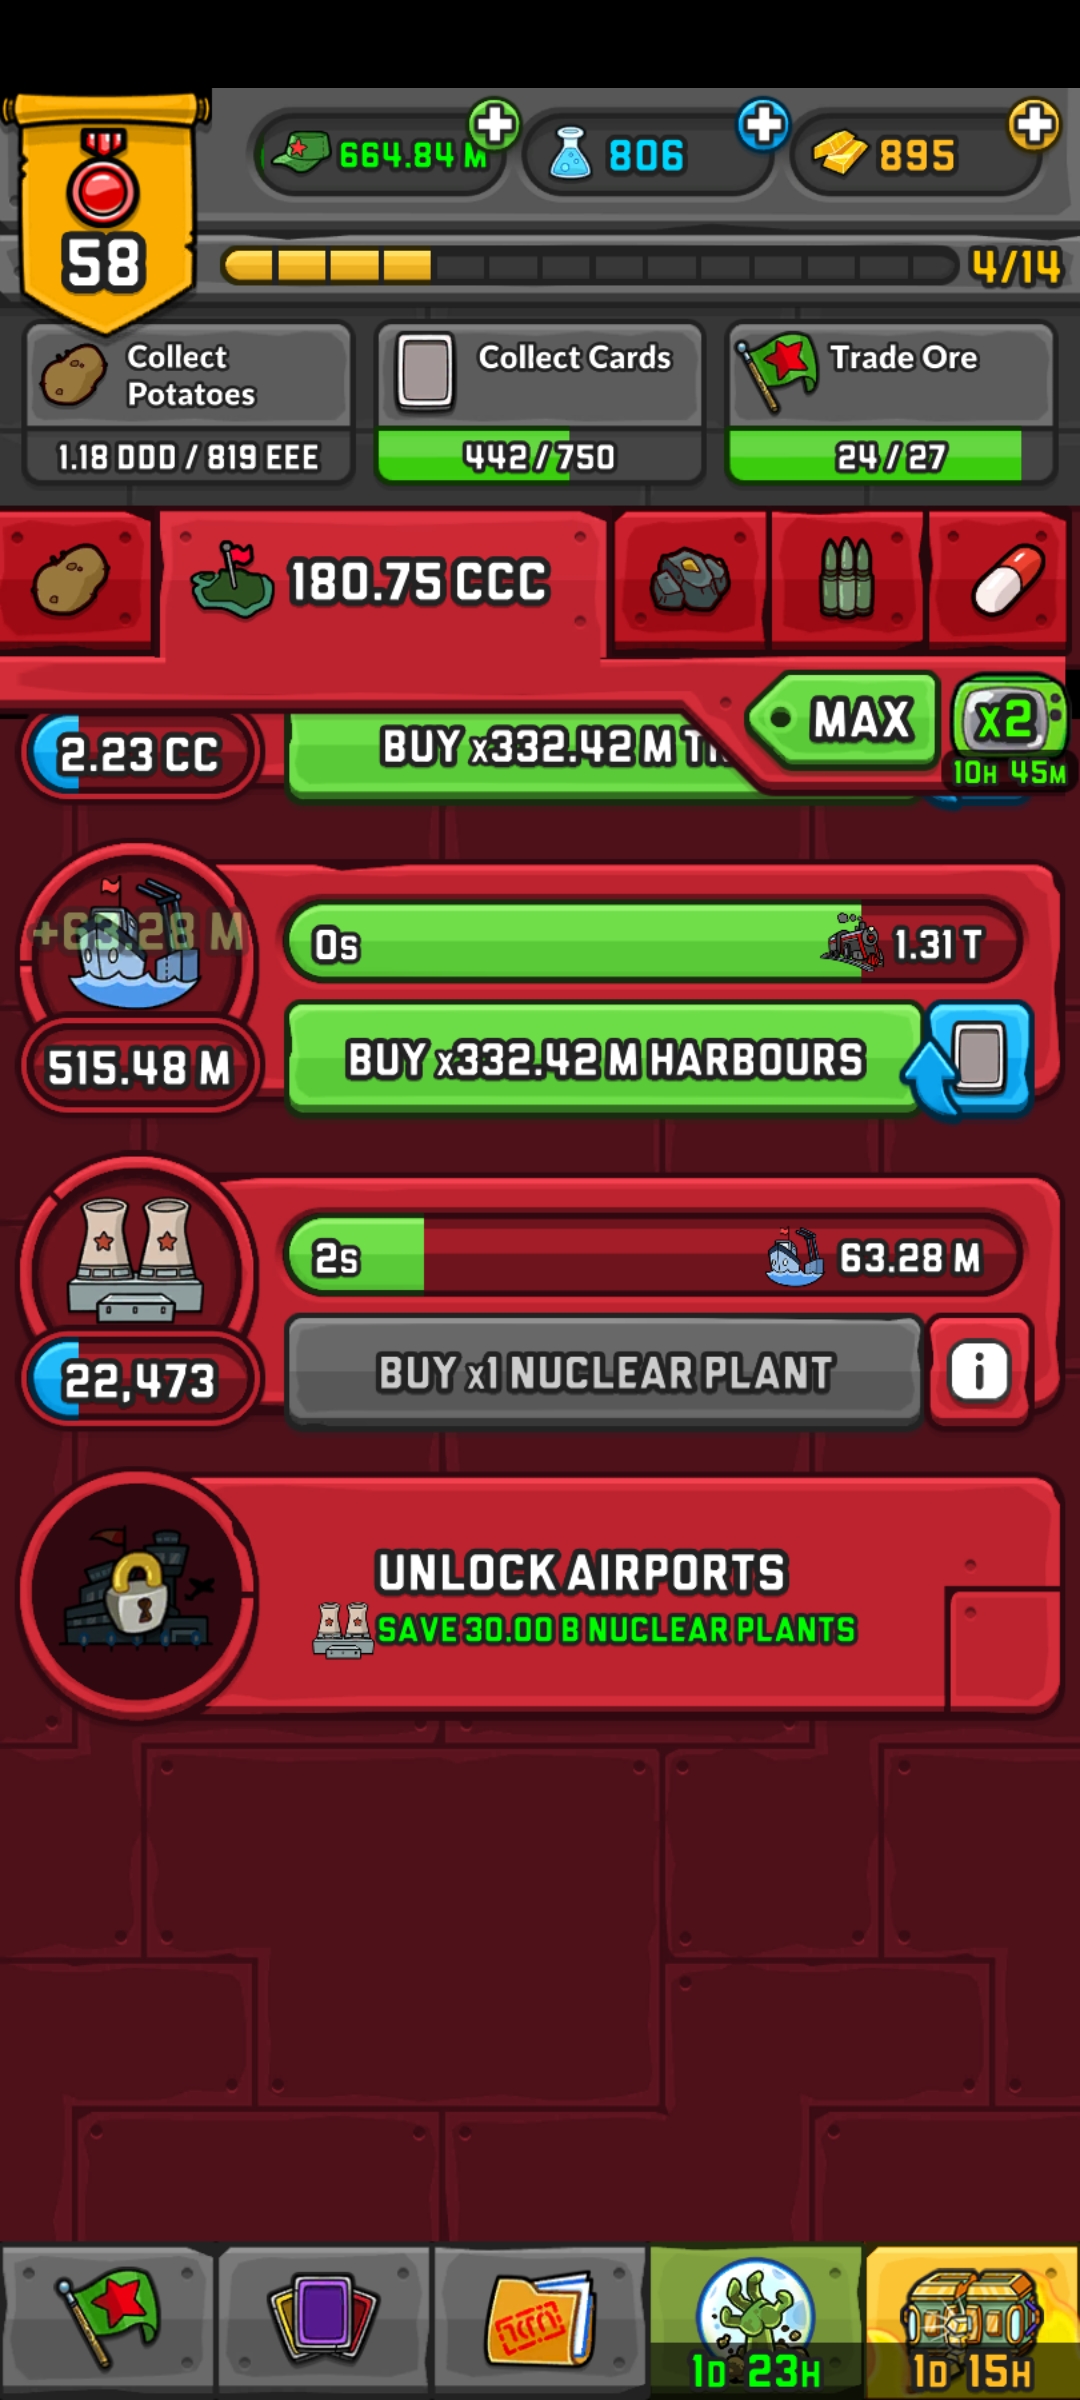 58
664.84 M
806
895
4/14
Collect
Potatoes
1.18 DDD / 819 EEE
Collect Cards
442/750
Trade Ore
24/27
180.75 CCC
MAX
x2
10H 45M
2.23 CC
BUY x332.42 M
+63.28 M
0s
1.31 T
515.48 M
BUY x332.42 M HARBOURS
2s
63.28 M
22,473
BUY x1 NUCLEAR PLANT
i
UNLOCK AIRPORTS
SAVE 30.00 B NUCLEAR PLANTS
1D 23H
1D 15H